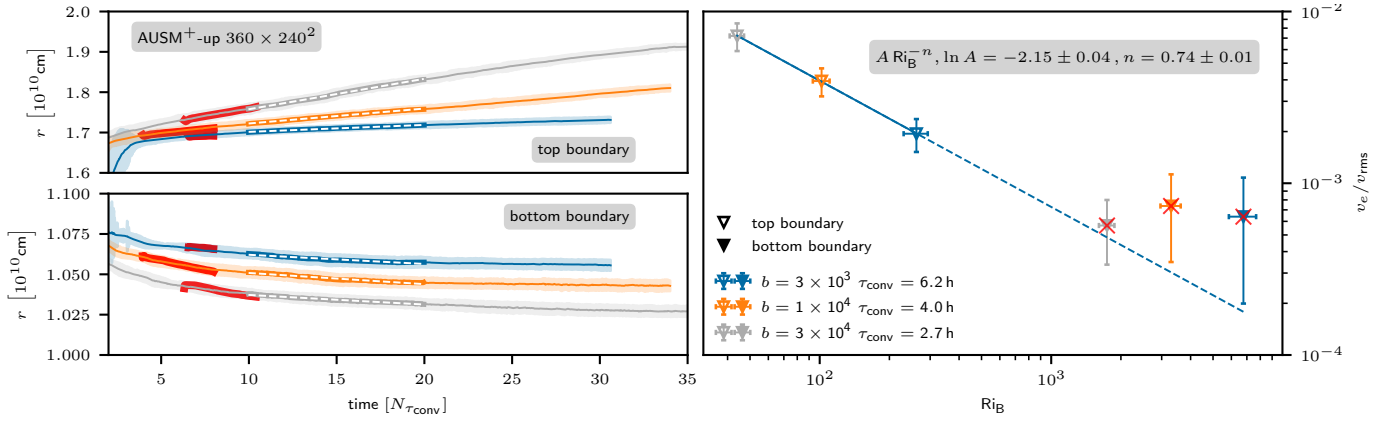 AUSM⁺-up 360 × 240²
2.0
1.9
1.8
1.7
1.6
r [10¹⁰cm]
top boundary
1.100
1.075
1.050
1.025
1.000
r [10¹⁰cm]
bottom boundary
5
10
15
20
25
30
35
time [N_τconv]
A Ri_B⁻ⁿ, ln A = −2.15 ± 0.04 , n = 0.74 ± 0.01
top boundary
bottom boundary
b = 3 × 10³ τconv = 6.2 h
b = 1 × 10⁴ τconv = 4.0 h
b = 3 × 10⁴ τconv = 2.7 h
10⁻²
10⁻³
10⁻⁴
v_e/v_rms
10²
10³
Ri_B